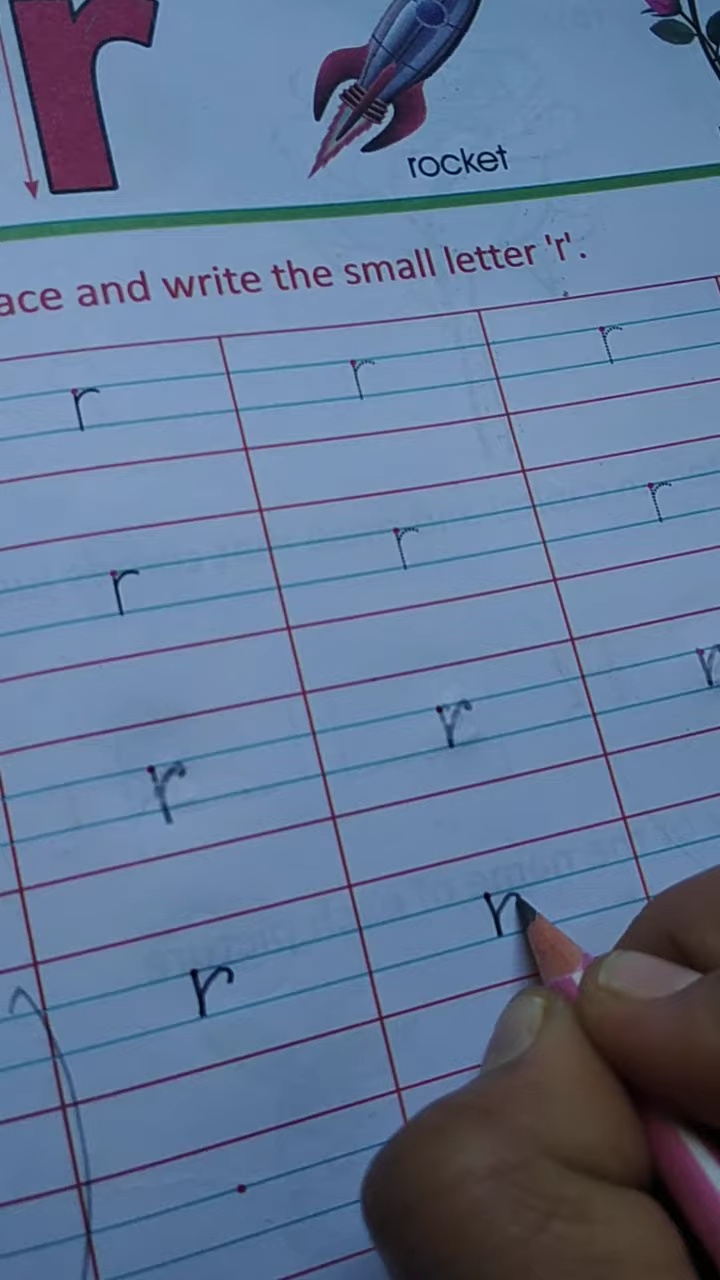 r
rocket
ace and write the small letter 'r'.
r r r
r r r
r r r
r r